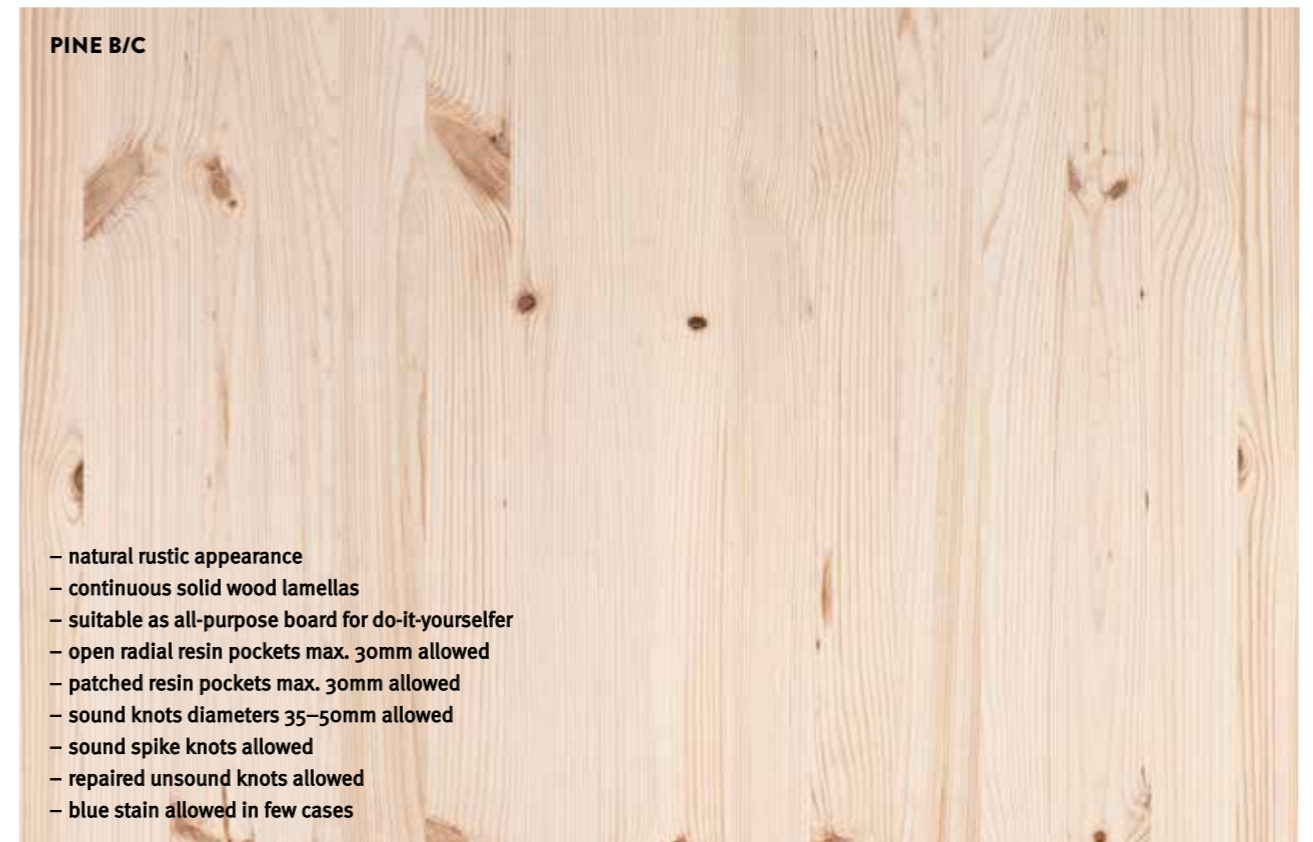 PINE B/C
– natural rustic appearance
– continuous solid wood lamellas
– suitable as all-purpose board for do-it-yourselfer
– open radial resin pockets max. 30mm allowed
– patched resin pockets max. 30mm allowed
– sound knots diameters 35–50mm allowed
– sound spike knots allowed
– repaired unsound knots allowed
– blue stain allowed in few cases